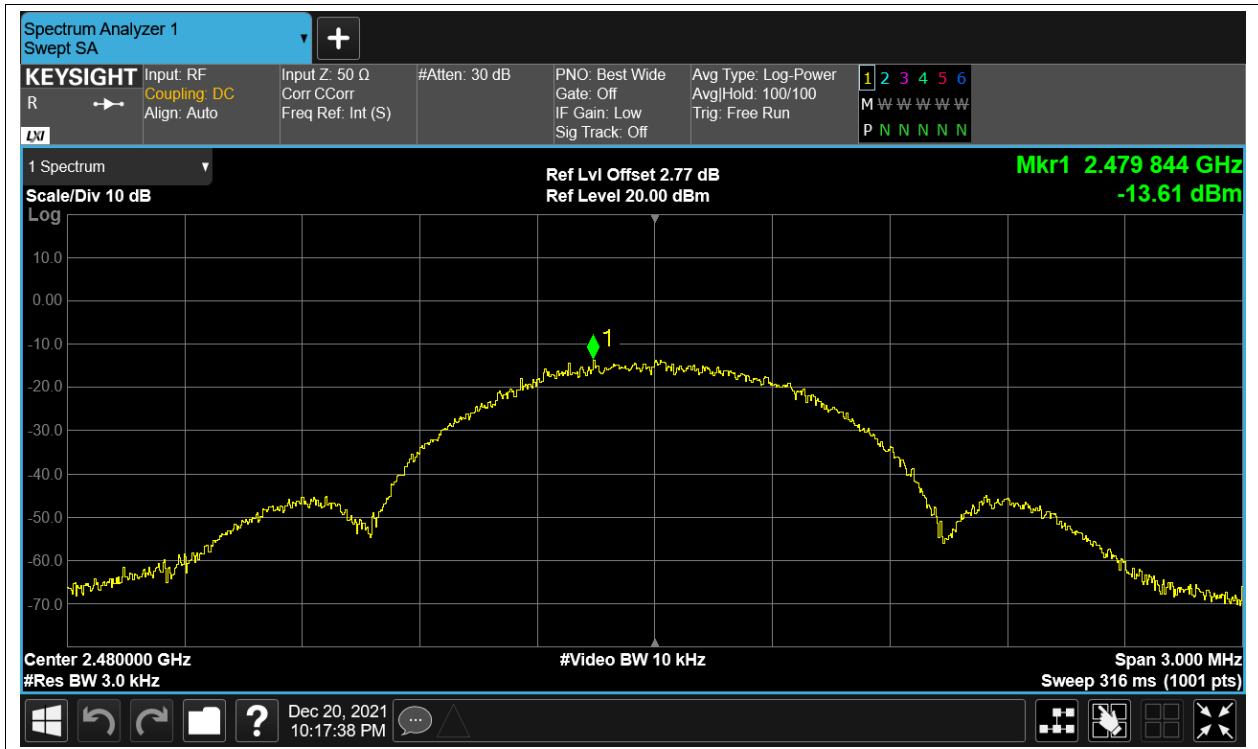 Spectrum Analyzer 1
Swept SA
+
KEYSIGHT
R
LXI
Input: RF
Coupling: DC
Align: Auto
Input Z: 50 Ω
Corr CCorr
Freq Ref: Int (S)
#Atten: 30 dB
PNO: Best Wide
Gate: Off
IF Gain: Low
Sig Track: Off
Avg Type: Log-Power
Avg|Hold: 100/100
Trig: Free Run
1 2 3 4 5 6
M W W W W W
P N N N N N
1 Spectrum
Scale/Div 10 dB
Log
Ref Lvl Offset 2.77 dB
Ref Level 20.00 dBm
Mkr1 2.479 844 GHz
-13.61 dBm
10.0
0.00
-10.0
-20.0
-30.0
-40.0
-50.0
-60.0
-70.0
1
Center 2.480000 GHz
#Res BW 3.0 kHz
#Video BW 10 kHz
Span 3.000 MHz
Sweep 316 ms (1001 pts)
?
Dec 20, 2021
10:17:38 PM